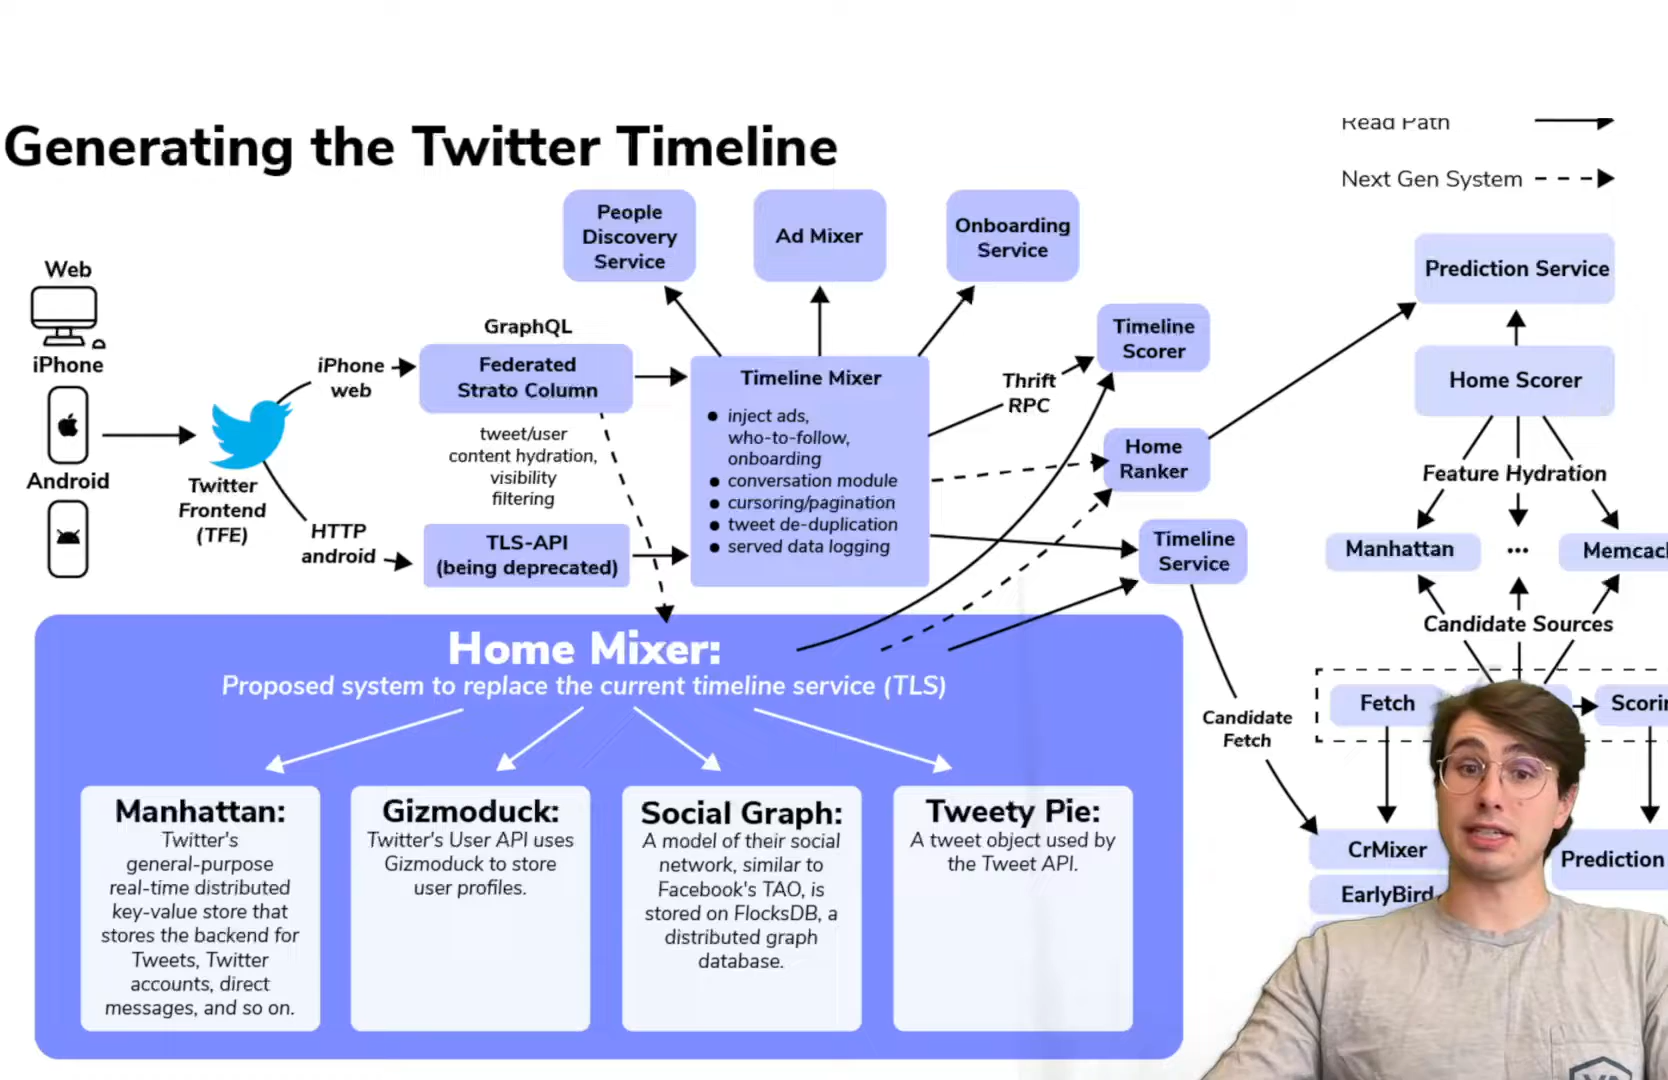 Generating the Twitter Timeline
Read Path
Next Gen System
Web
iPhone
Android
Twitter
Frontend
(TFE)
iPhone
web
HTTP
android
GraphQL
Federated
Strato Column
tweet/user
content hydration,
visibility
filtering
TLS-API
(being deprecated)
People
Discovery
Service
Ad Mixer
Onboarding
Service
Timeline Mixer
inject ads,
who-to-follow,
onboarding
conversation module
cursoring/pagination
tweet de-duplication
served data logging
Thrift
RPC
Timeline
Scorer
Home
Ranker
Timeline
Service
Candidate
Fetch
Prediction Service
Home Scorer
Feature Hydration
Manhattan
...
Memcac
Candidate Sources
Fetch
Scori
CrMixer
EarlyBird
Prediction
Home Mixer:
Proposed system to replace the current timeline service (TLS)
Manhattan:
Twitter's
general-purpose
real-time distributed
key-value store that
stores the backend for
Tweets, Twitter
accounts, direct
messages, and so on.
Gizmoduck:
Twitter's User API uses
Gizmoduck to store
user profiles.
Social Graph:
A model of their social
network, similar to
Facebook's TAO, is
stored on FlocksDB, a
distributed graph
database.
Tweety Pie:
A tweet object used by
the Tweet API.